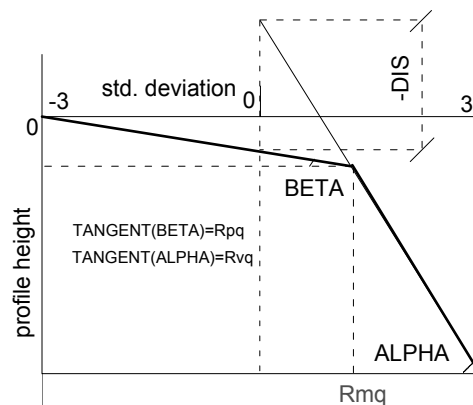 -3
std. deviation
0
3
0
-DIS
BETA
TANGENT(BETA)=Rpq
TANGENT(ALPHA)=Rvq
profile height
ALPHA
Rmq